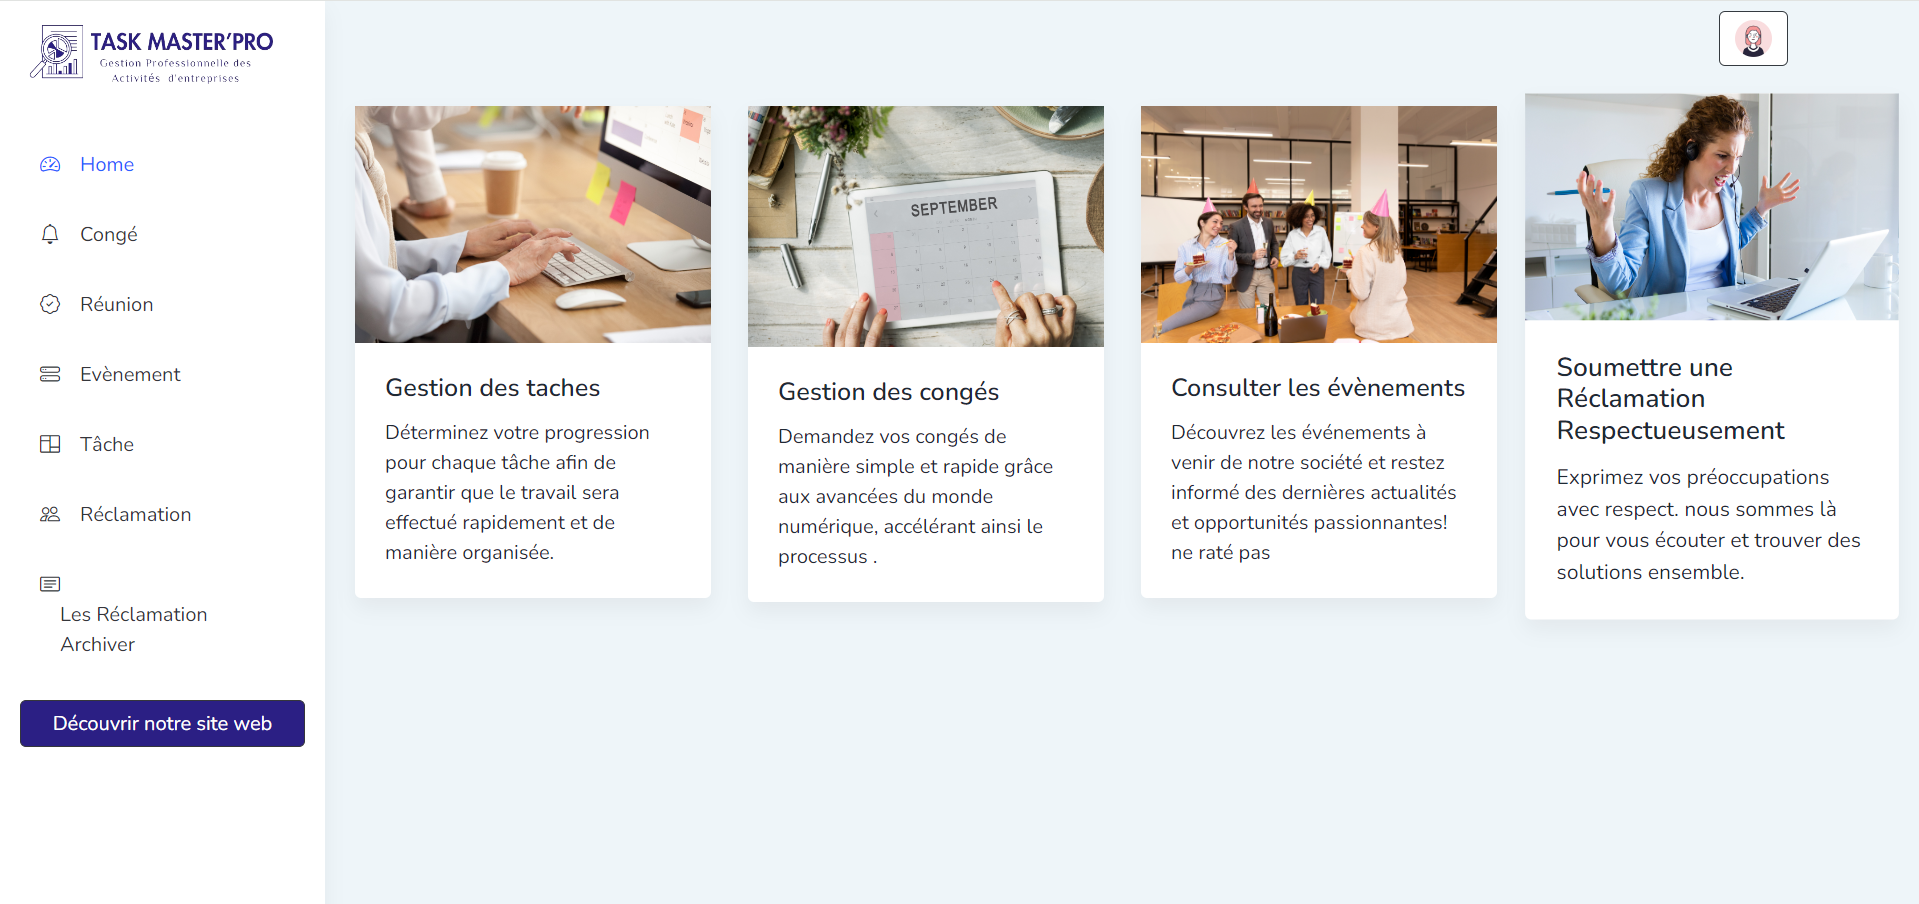 TASK MASTER'PRO
Gestion Professionnelle des
Activités d'entreprises
Home
Congé
Réunion
Evènement
Tâche
Réclamation
Les Réclamation
Archiver
Découvrir notre site web
SEPTEMBER
Gestion des taches
Déterminez votre progression
pour chaque tâche afin de
garantir que le travail sera
effectué rapidement et de
manière organisée.
Gestion des congés
Demandez vos congés de
manière simple et rapide grâce
aux avancées du monde
numérique, accélérant ainsi le
processus .
Consulter les évènements
Découvrez les événements à
venir de notre société et restez
informé des dernières actualités
et opportunités passionnantes!
ne raté pas
Soumettre une
Réclamation
Respectueusement
Exprimez vos préoccupations
avec respect. nous sommes là
pour vous écouter et trouver des
solutions ensemble.